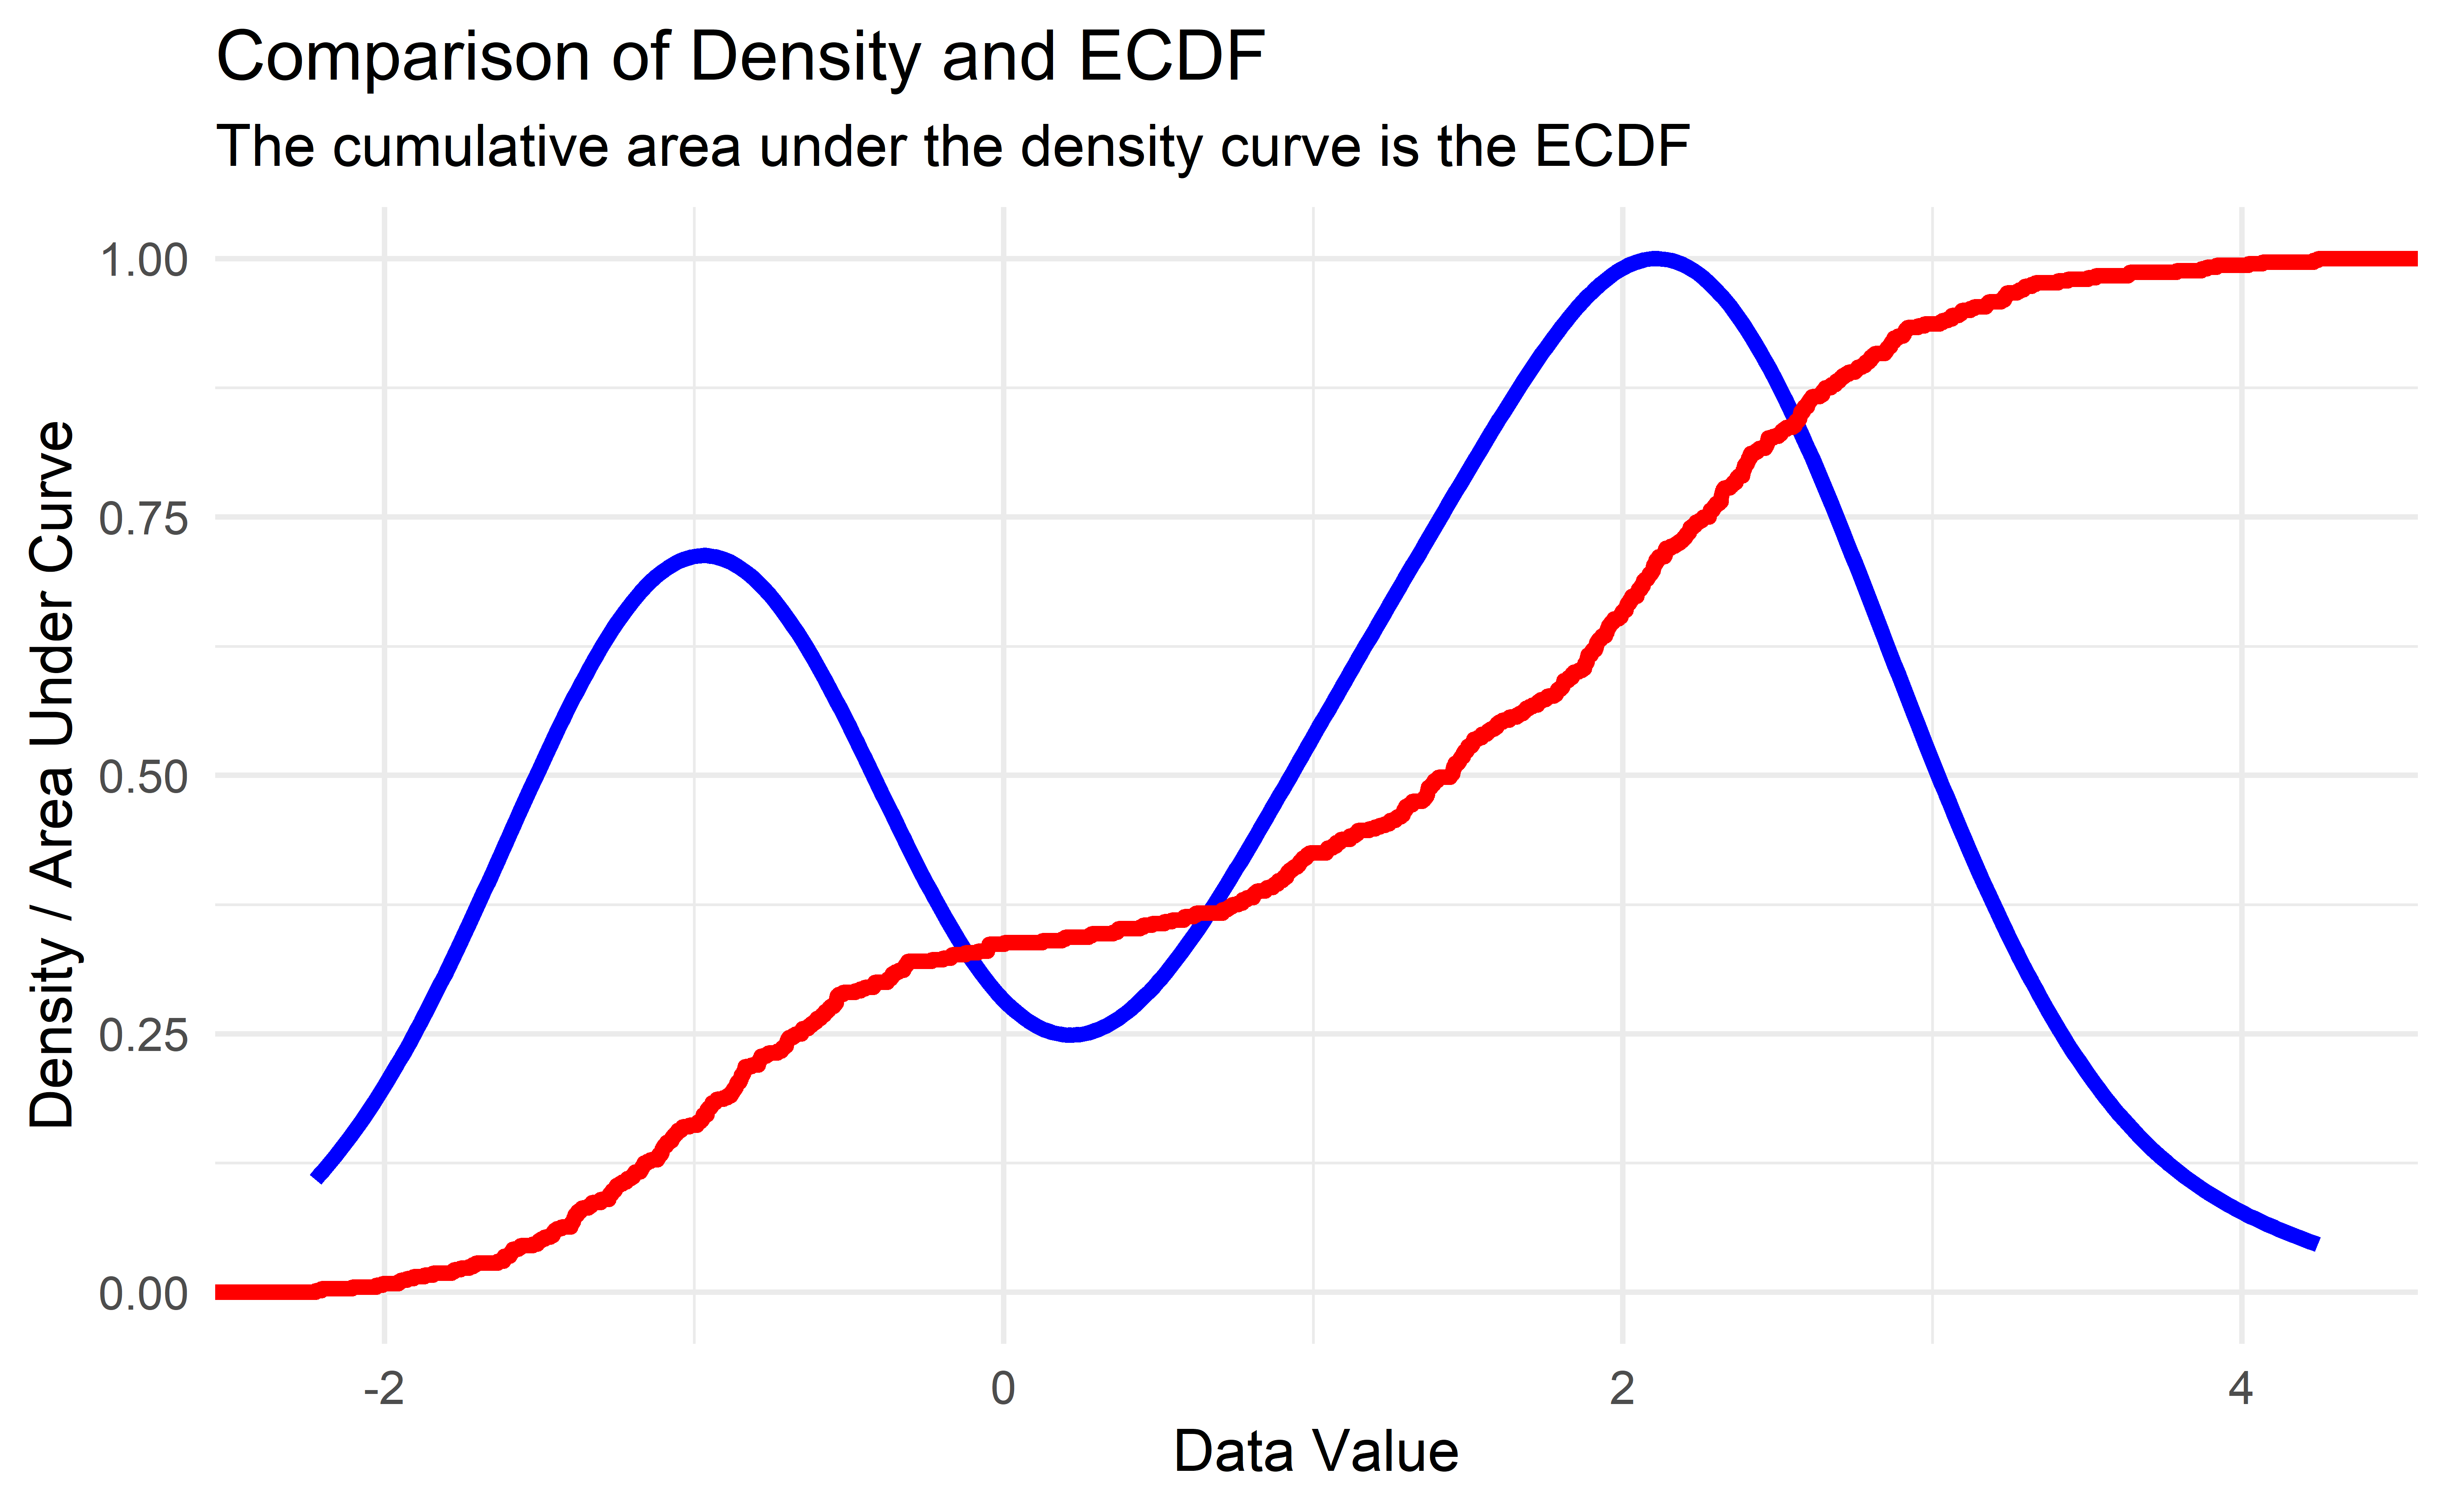 Comparison of Density and ECDF
The cumulative area under the density curve is the ECDF
Density / Area Under Curve
1.00
0.75
0.50
0.25
0.00
-2
0
2
4
Data Value